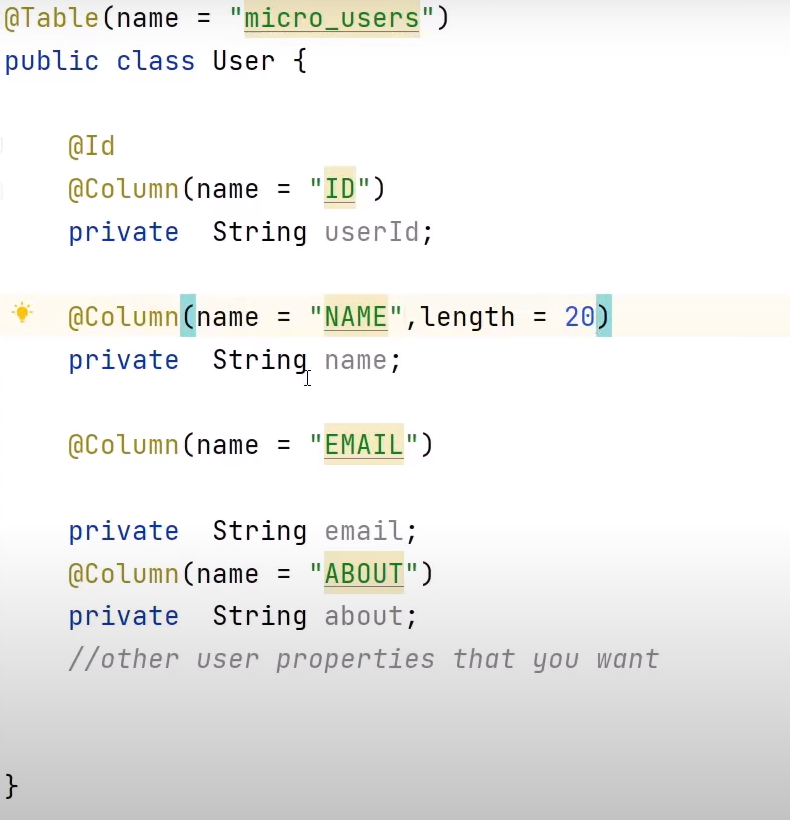 @Table(name = "micro_users")
public class User {
@Id
@Column(name = "ID")
private  String userId;
@Column(name = "NAME",length = 20)
private  String name;
@Column(name = "EMAIL")
private  String email;
@Column(name = "ABOUT")
private  String about;
//other user properties that you want
}